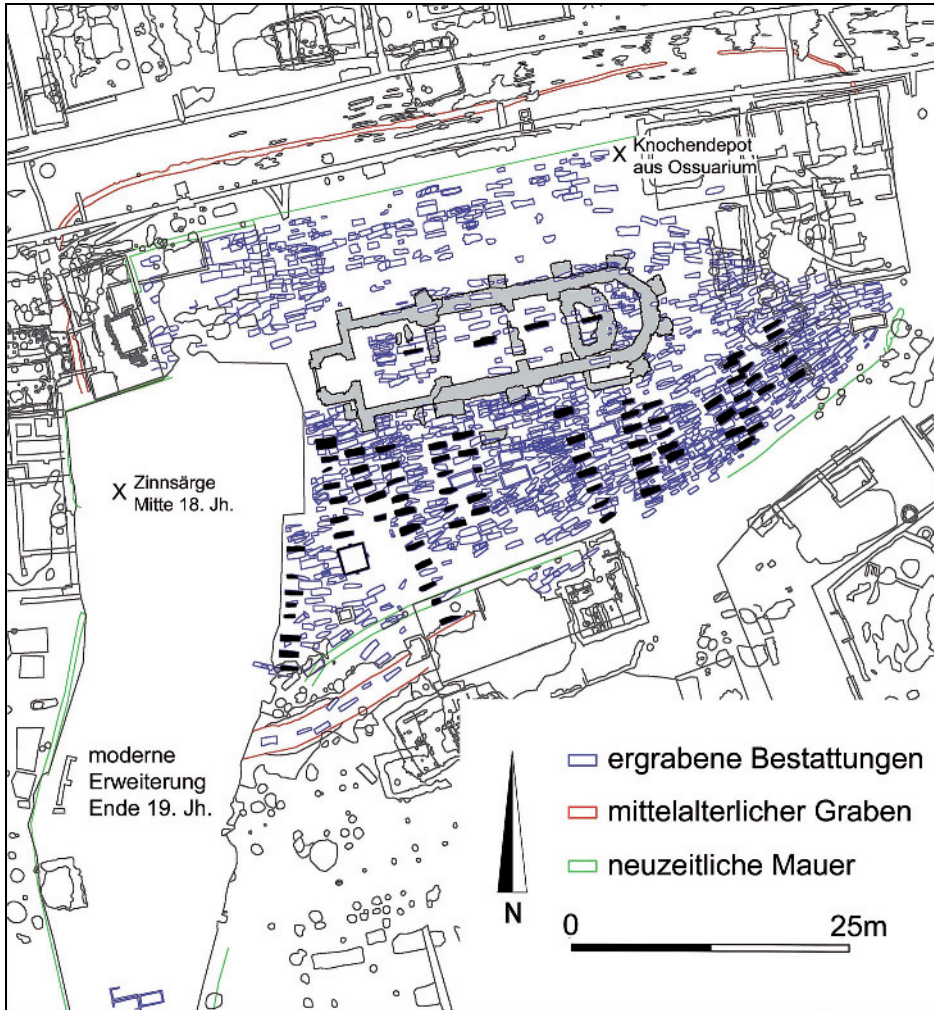 X Knochendepot
aus Ossuarium
X Zinnsärge
Mitte 18. Jh.
moderne
Erweiterung
Ende 19. Jh.
ergrabene Bestattungen
mittelalterlicher Graben
neuzeitliche Mauer
N
0 25m